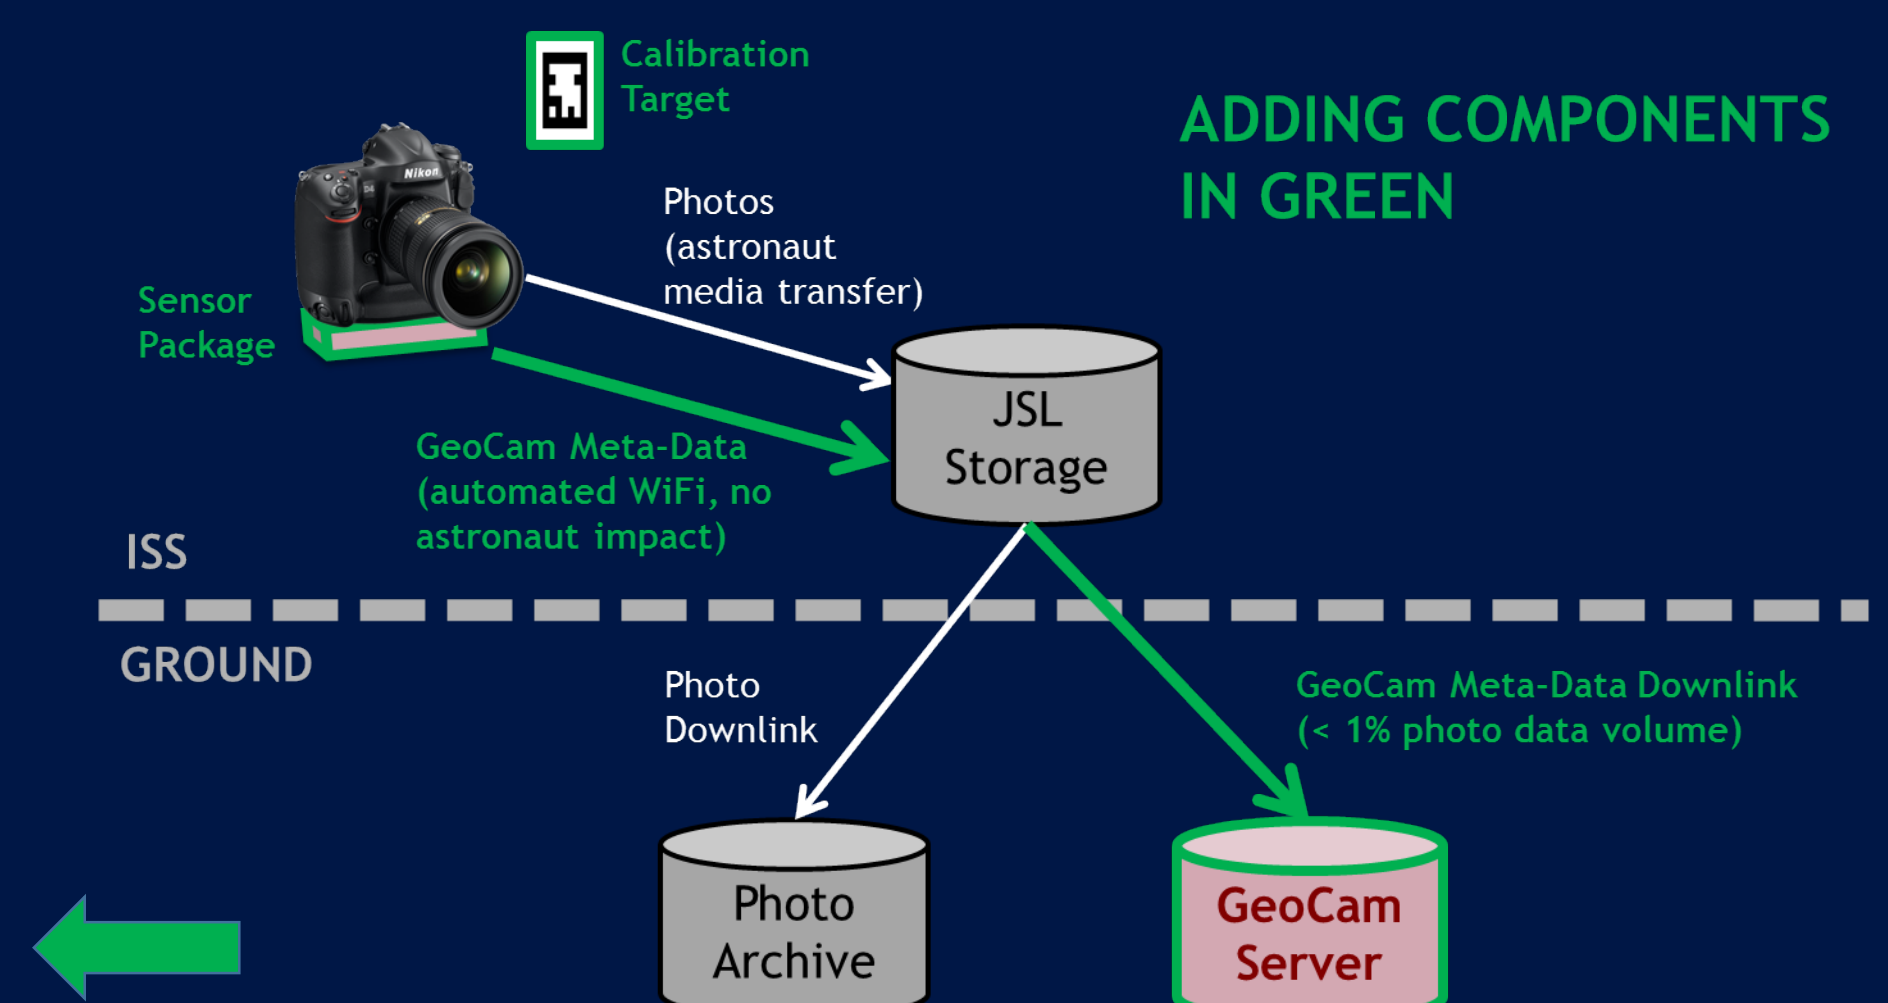 Calibration
Target
ADDING COMPONENTS
IN GREEN
Nikon
D4
Photos
(astronaut
media transfer)
Sensor
Package
JSL
Storage
GeoCam Meta-Data
(automated WiFi, no
astronaut impact)
ISS
GROUND
Photo
Downlink
GeoCam Meta-Data Downlink
(< 1% photo data volume)
Photo
Archive
GeoCam
Server